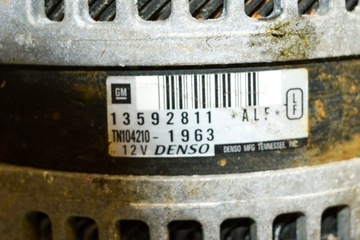 GM
13592811 *ALF* L F
TN104210-1963
12V DENSO DENSO MFG TENNESSEE, INC.